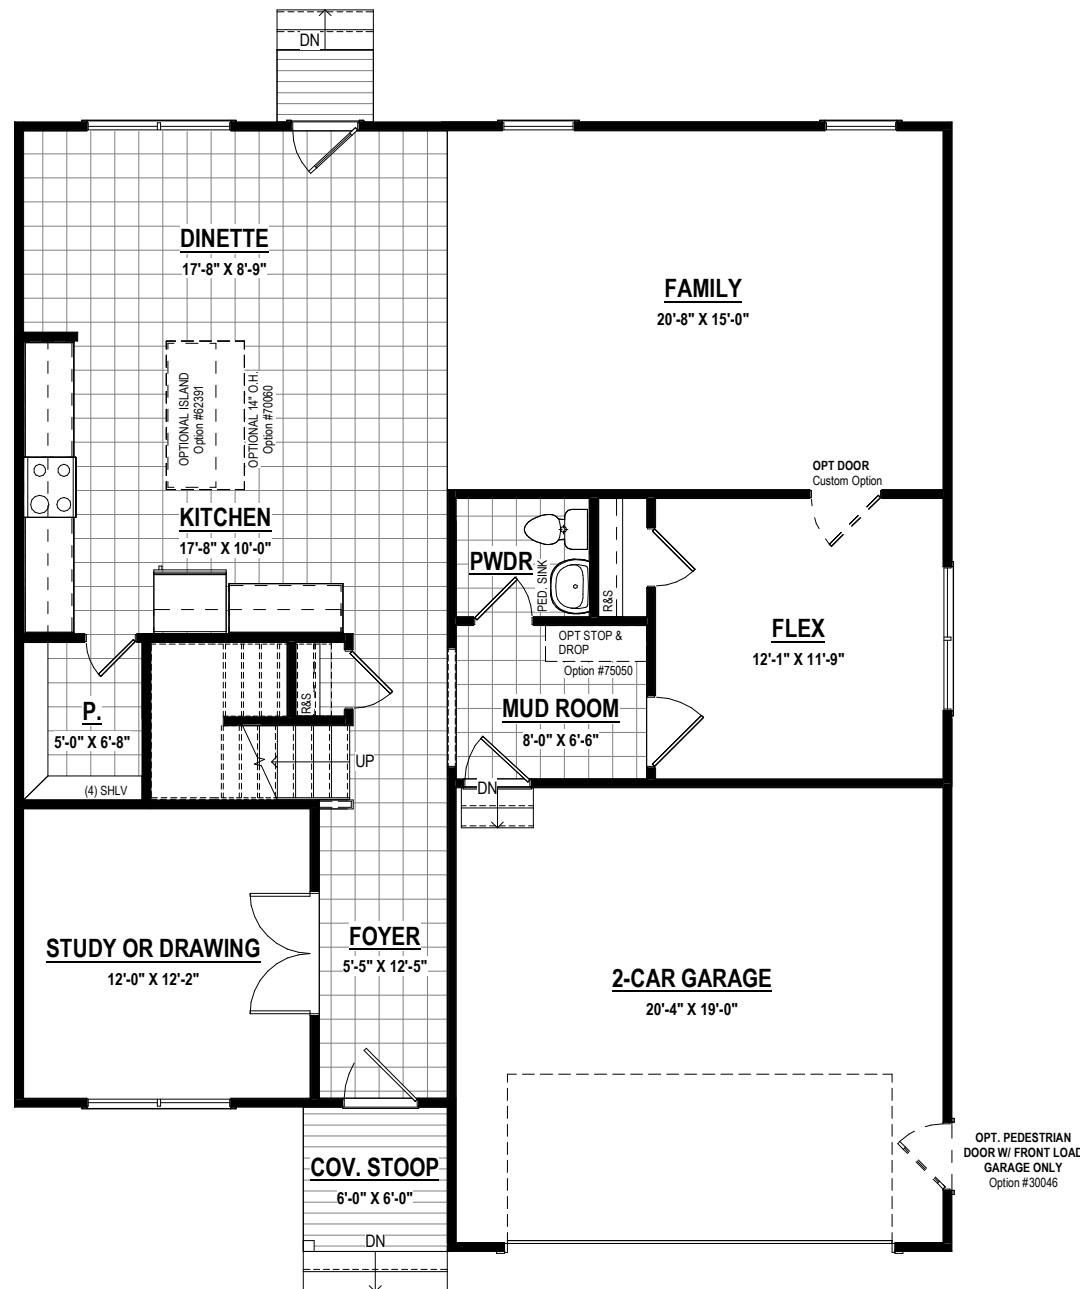 DN
DINETTE
17'-8" X 8'-9"
FAMILY
20'-8" X 15'-0"
OPTIONAL ISLAND
Option #62391
OPTIONAL 14" O.H.
Option #70060
OPT DOOR
Custom Option
KITCHEN
17'-8" X 10'-0"
PWDR
PED. SINK
R&S
FLEX
12'-1" X 11'-9"
OPT STOP &
DROP
Option #75050
MUD ROOM
8'-0" X 6'-6"
R&S
P.
5'-0" X 6'-8"
(4) SHLV
UP
DN
STUDY OR DRAWING
12'-0" X 12'-2"
FOYER
5'-5" X 12'-5"
2-CAR GARAGE
20'-4" X 19'-0"
OPT. PEDESTRIAN
DOOR W/ FRONT LOAD
GARAGE ONLY
Option #30046
COV. STOOP
6'-0" X 6'-0"
DN